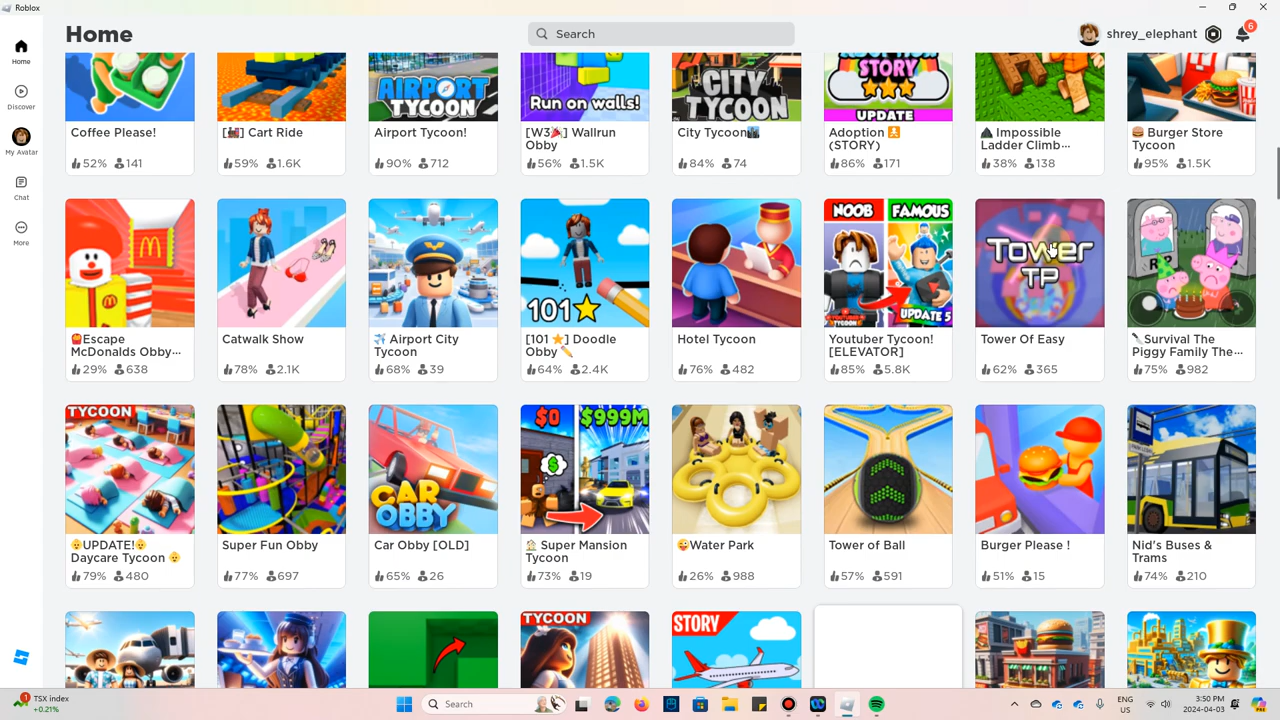 Roblox
Home
Search
shrey_elephant
6
Home
Discover
My Avatar
Chat
More
AIRPORT
TYCOON
Run on walls!
CITY
TYCOON
STORY
UPDATE
Coffee Please!
52% 141
[🚂] Cart Ride
59% 1.6K
Airport Tycoon!
90% 712
[W3🎉] Wallrun
Obby
56% 1.5K
City Tycoon🏙️
84% 74
Adoption
(STORY)
86% 171
Impossible
Ladder Climb...
38% 138
🍔 Burger Store
Tycoon
95% 1.5K
101
NOOB
FAMOUS
UPDATE 5
Tower
TP
R.I.P
Escape
McDonalds Obby...
29% 638
Catwalk Show
78% 2.1K
✈️ Airport City
Tycoon
68% 39
[101 ⭐] Doodle
Obby ✏️
64% 2.4K
Hotel Tycoon
76% 482
Youtuber Tycoon!
[ELEVATOR]
85% 5.8K
Tower Of Easy
62% 365
🔪Survival The
Piggy Family The...
75% 982
TYCOON
CAR
OBBY
$0
$999M
$
👶UPDATE!👶
Daycare Tycoon 👶
79% 480
Super Fun Obby
77% 697
Car Obby [OLD]
65% 26
🏠 Super Mansion
Tycoon
73% 19
😜Water Park
26% 988
Tower of Ball
57% 591
Burger Please !
51% 15
Nid's Buses &
Trams
74% 210
TYCOON
STORY
1
TSX index
+0.21%
Search
ENG
US
3:50 PM
2024-04-03